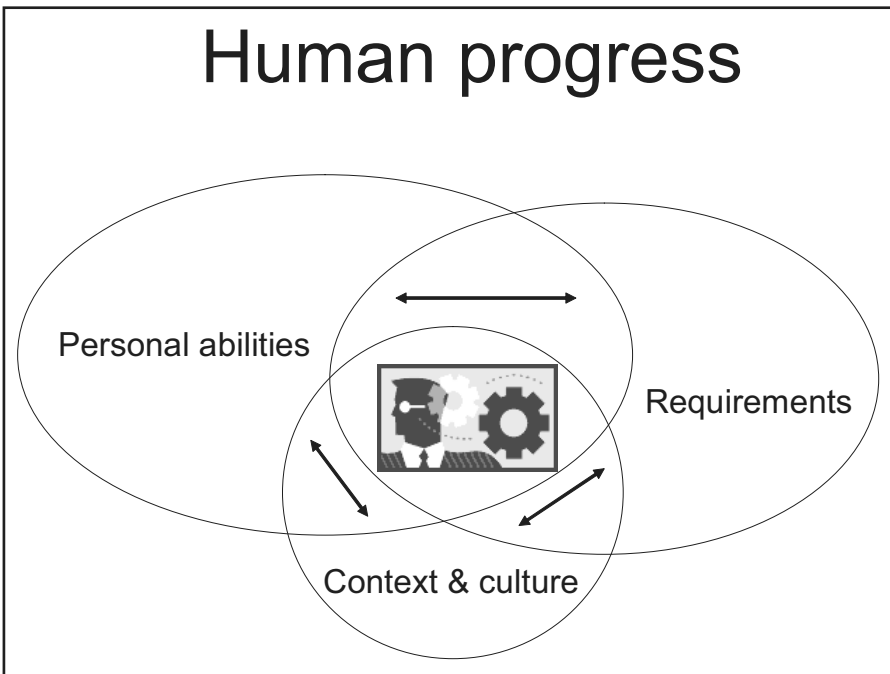 Human progress
Personal abilities
Requirements
Context & culture